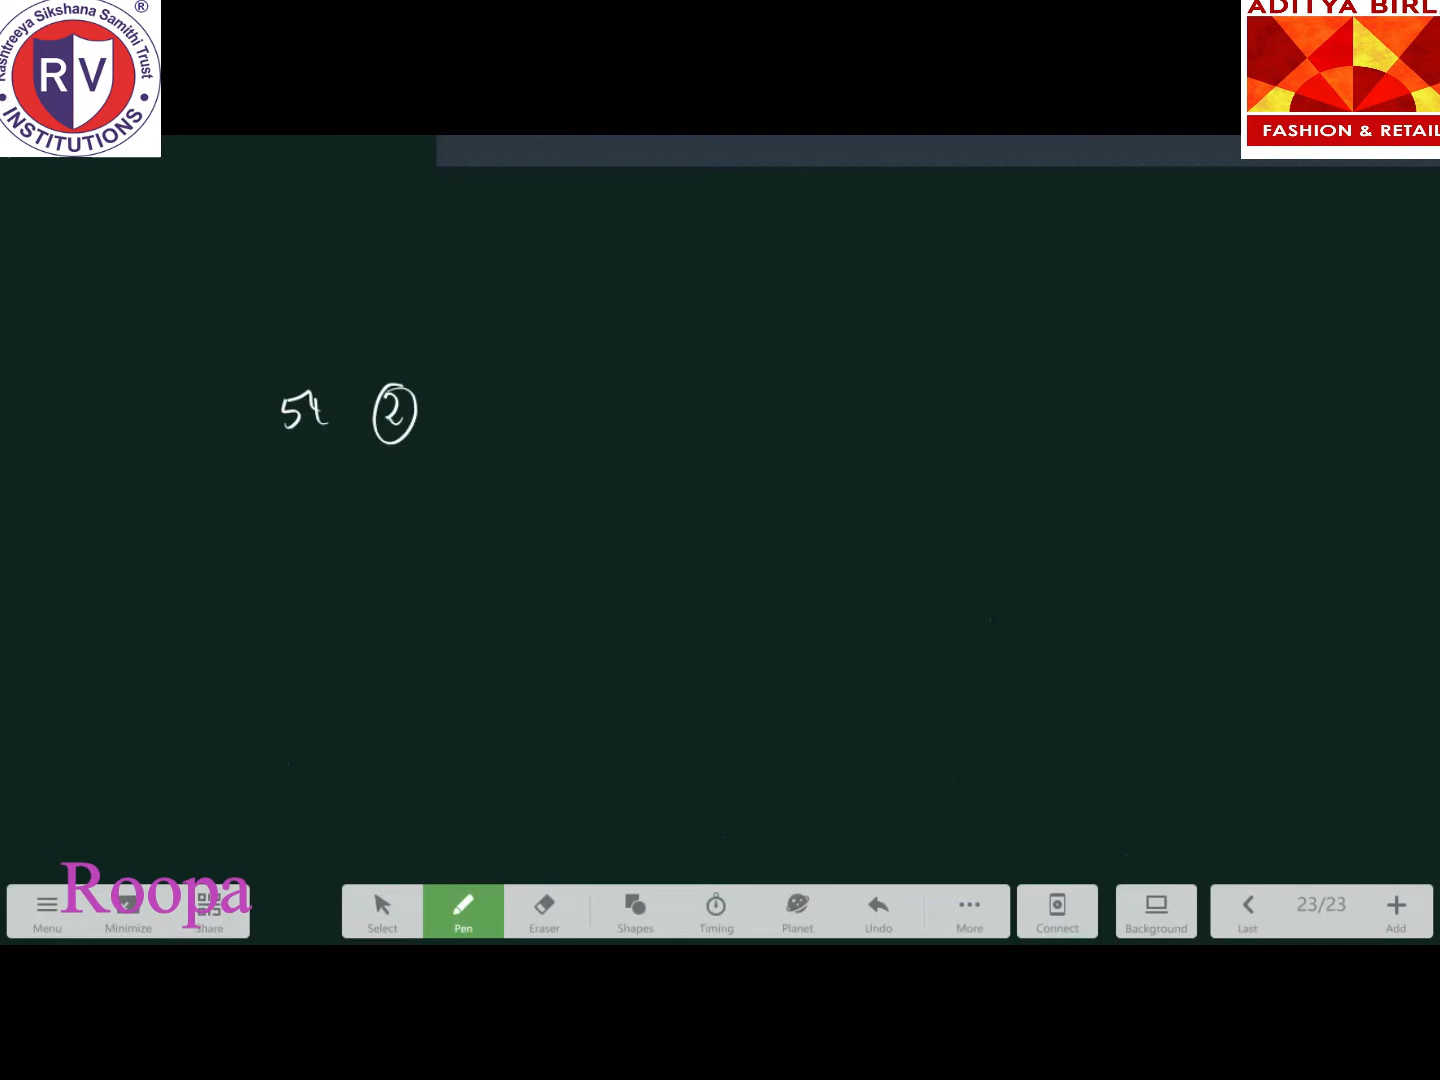 Rashtreeya Sikshana Samithi Trust ®
RV
• INSTITUTIONS •
ADITYA BIRL
FASHION & RETAIL
54 2
Roopa
Menu Minimize Share Select Pen Eraser Shapes Timing Planet Undo More Connect Background Last 23/23 Add